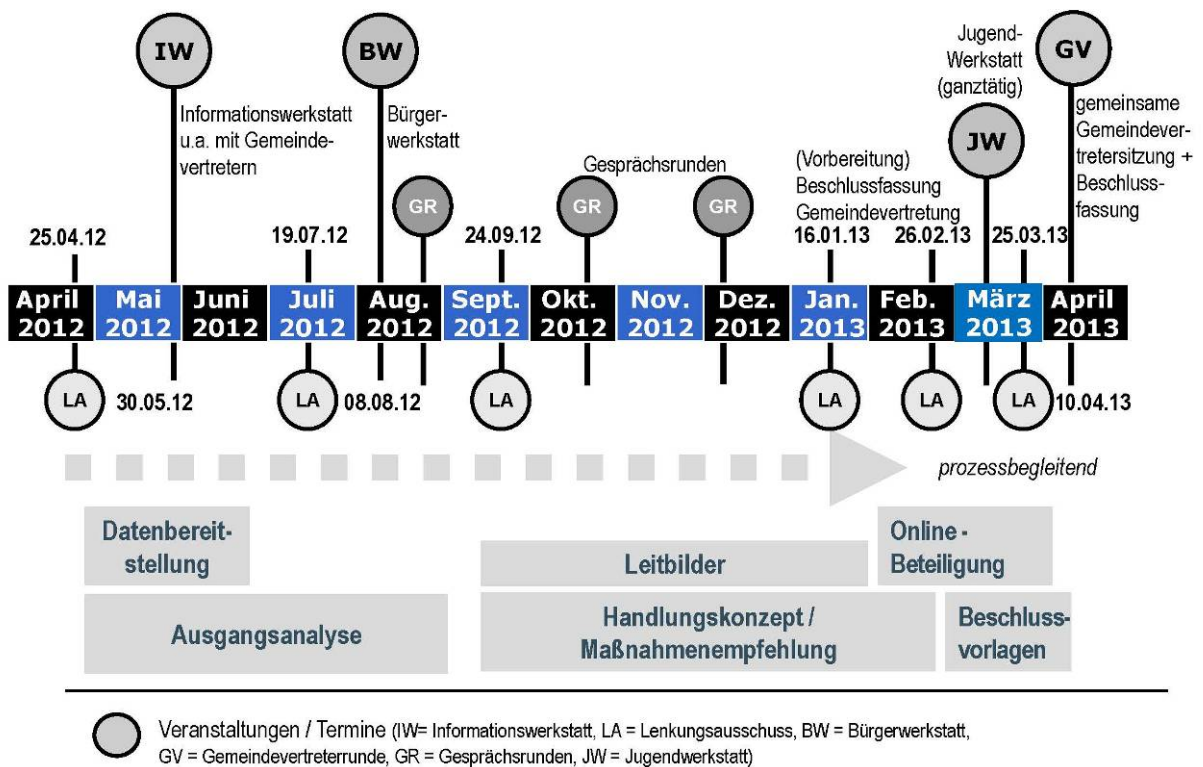 IW
BW
Jugend-
Werkstatt
(ganztätig)
GV
JW
Informationswerkstatt
u.a. mit Gemeinde-
vertretern
Bürger-
werkstatt
gemeinsame
Gemeindever-
tretersitzung +
Beschluss-
fassung
Gesprächsrunden
(Vorbereitung)
Beschlussfassung
Gemeindevertretung
GR
GR
GR
25.04.12
19.07.12
24.09.12
16.01.13
26.02.13
25.03.13
April
2012
Mai
2012
Juni
2012
Juli
2012
Aug.
2012
Sept.
2012
Okt.
2012
Nov.
2012
Dez.
2012
Jan.
2013
Feb.
2013
März
2013
April
2013
LA
30.05.12
LA
08.08.12
LA
LA
LA
LA
10.04.13
prozessbegleitend
Datenbereit-
stellung
Leitbilder
Online -
Beteiligung
Ausgangsanalyse
Handlungskonzept /
Maßnahmenempfehlung
Beschluss-
vorlagen
Veranstaltungen / Termine (IW= Informationswerkstatt, LA = Lenkungsausschuss, BW = Bürgerwerkstatt,
GV = Gemeindevertreterrunde, GR = Gesprächsrunden, JW = Jugendwerkstatt)